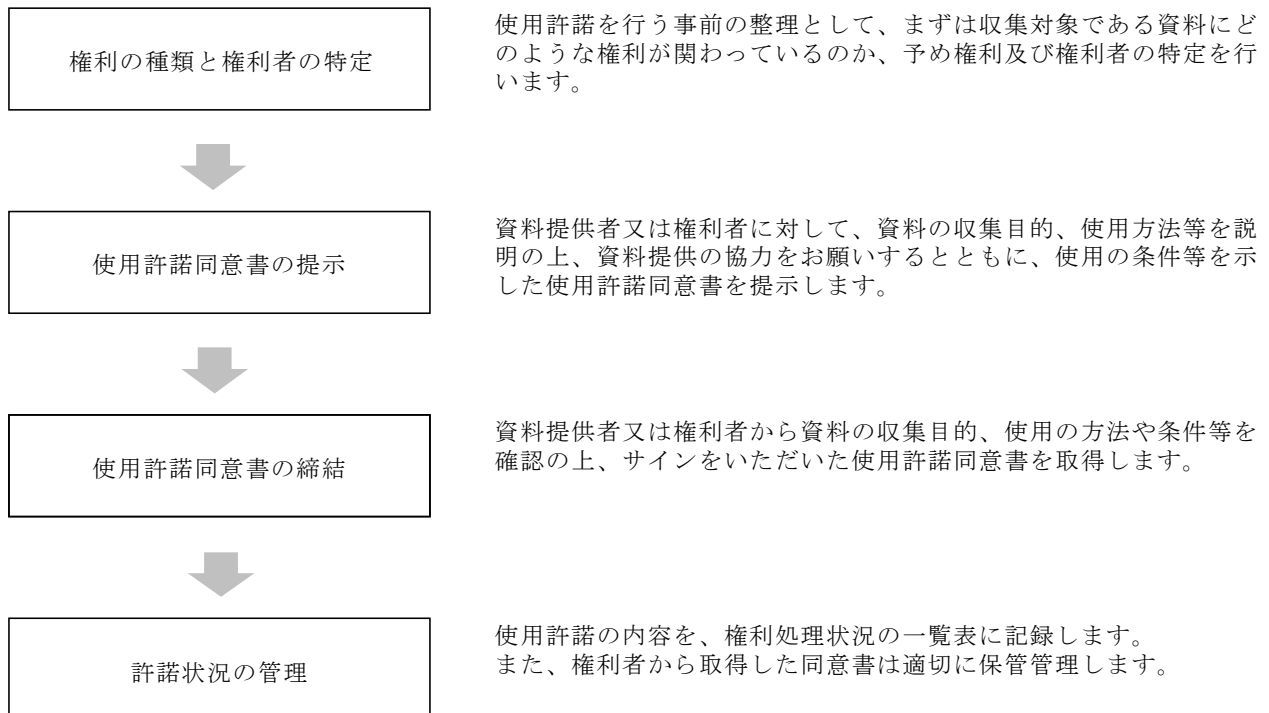 権利の種類と権利者の特定
使用許諾を行う事前の整理として、まずは収集対象である資料にど
のような権利が関わっているのか、予め権利及び権利者の特定を行
います。
使用許諾同意書の提示
資料提供者又は権利者に対して、資料の収集目的、使用方法等を説
明の上、資料提供の協力をお願いするとともに、使用の条件等を示
した使用許諾同意書を提示します。
使用許諾同意書の締結
資料提供者又は権利者から資料の収集目的、使用の方法や条件等を
確認の上、サインをいただいた使用許諾同意書を取得します。
許諾状況の管理
使用許諾の内容を、権利処理状況の一覧表に記録します。
また、権利者から取得した同意書は適切に保管管理します。